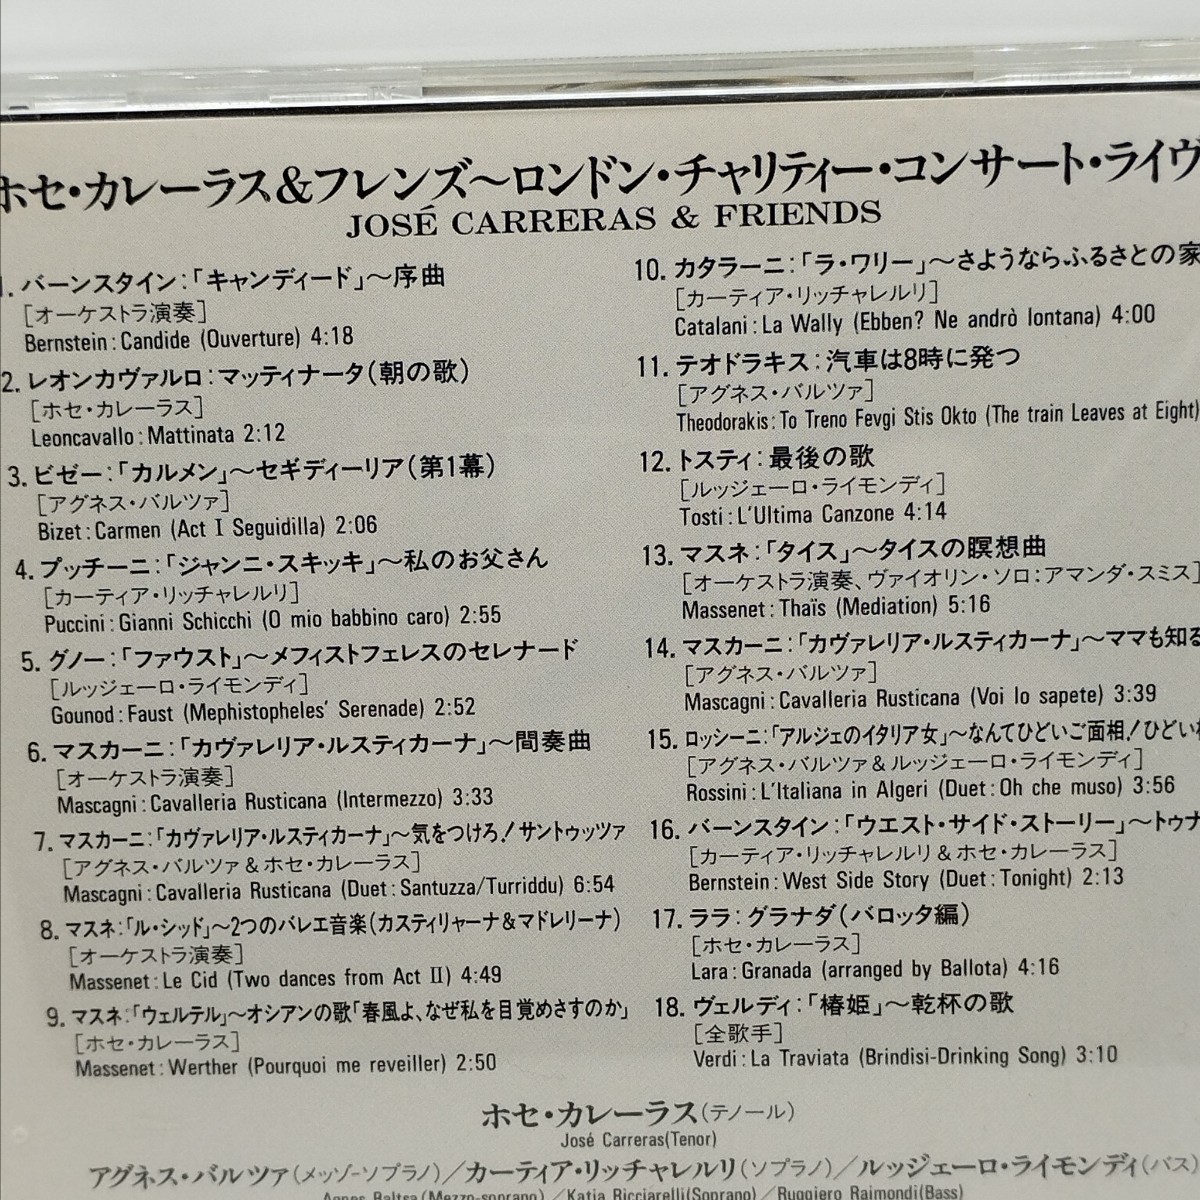 ホセ・カレーラス&フレンズ〜ロンドン・チャリティー・コンサート・ライヴ
JOSÉ CARRERAS & FRIENDS
1. バーンスタイン:「キャンディード」〜序曲
[オーケストラ演奏]
Bernstein: Candide (Ouverture) 4:18
2. レオンカヴァルロ:マッティナータ(朝の歌)
[ホセ・カレーラス]
Leoncavallo: Mattinata 2:12
3. ビゼー:「カルメン」〜セギディーリア(第1幕)
[アグネス・バルツァ]
Bizet: Carmen (Act I Seguidilla) 2:06
4. プッチーニ:「ジャンニ・スキッキ」〜私のお父さん
[カーティア・リッチャレルリ]
Puccini: Gianni Schicchi (O mio babbino caro) 2:55
5. グノー:「ファウスト」〜メフィストフェレスのセレナード
[ルッジェーロ・ライモンディ]
Gounod: Faust (Mephistopheles' Serenade) 2:52
6. マスカーニ:「カヴァレリア・ルスティカーナ」〜間奏曲
[オーケストラ演奏]
Mascagni: Cavalleria Rusticana (Intermezzo) 3:33
7. マスカーニ:「カヴァレリア・ルスティカーナ」〜気をつけろ!サントゥッツァ
[アグネス・バルツァ&ホセ・カレーラス]
Mascagni: Cavalleria Rusticana (Duet: Santuzza/Turriddu) 6:54
8. マスネ:「ル・シッド」〜2つのバレエ音楽(カスティリャーナ&マドレリーナ)
[オーケストラ演奏]
Massenet: Le Cid (Two dances from Act II) 4:49
9. マスネ:「ウェルテル」〜オシアンの歌「春風よ、なぜ私を目覚めさすのか」
[ホセ・カレーラス]
Massenet: Werther (Pourquoi me reveiller) 2:50
10. カタラーニ:「ラ・ワリー」〜さようならふるさとの家
[カーティア・リッチャレルリ]
Catalani: La Wally (Ebben? Ne andrò lontana) 4:00
11. テオドラキス:汽車は8時に発つ
[アグネス・バルツァ]
Theodorakis: To Treno Fevgi Stis Okto (The train Leaves at Eight)
12. トスティ:最後の歌
[ルッジェーロ・ライモンディ]
Tosti: L'Ultima Canzone 4:14
13. マスネ:「タイス」〜タイスの瞑想曲
[オーケストラ演奏、ヴァイオリン・ソロ:アマンダ・スミス]
Massenet: Thaïs (Mediation) 5:16
14. マスカーニ:「カヴァレリア・ルスティカーナ」〜ママも知る
[アグネス・バルツァ]
Mascagni: Cavalleria Rusticana (Voi lo sapete) 3:39
15. ロッシーニ:「アルジェのイタリア女」〜なんてひどいご面相!ひどい
[アグネス・バルツァ&ルッジェーロ・ライモンディ]
Rossini: L'Italiana in Algeri (Duet: Oh che muso) 3:56
16. バーンスタイン:「ウエスト・サイド・ストーリー」〜トゥナ
[カーティア・リッチャレルリ&ホセ・カレーラス]
Bernstein: West Side Story (Duet: Tonight) 2:13
17. ララ:グラナダ(バロッタ編)
[ホセ・カレーラス]
Lara: Granada (arranged by Ballota) 4:16
18. ヴェルディ:「椿姫」〜乾杯の歌
[全歌手]
Verdi: La Traviata (Brindisi-Drinking Song) 3:10
ホセ・カレーラス(テノール)
José Carreras(Tenor)
アグネス・バルツァ(メッゾ-ソプラノ)/カーティア・リッチャレルリ(ソプラノ)/ルッジェーロ・ライモンディ(バス)
Agnes Baltsa(Mezzo-soprano)/Katia Ricciarelli(Soprano)/Ruggiero Raimondi(Bass)